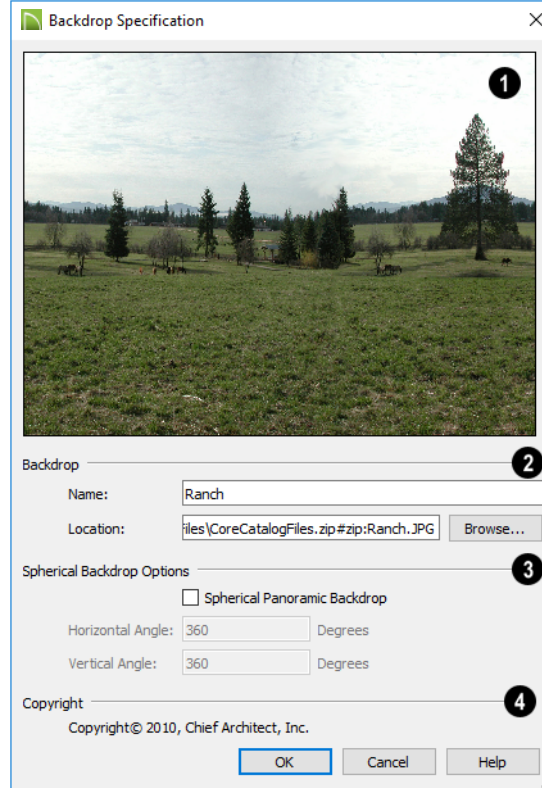 Backdrop Specification
1
Backdrop 2
Name: Ranch
Location: iles\CoreCatalogFiles.zip#zip:Ranch.JPG Browse...
Spherical Backdrop Options 3
Spherical Panoramic Backdrop
Horizontal Angle: 360 Degrees
Vertical Angle: 360 Degrees
Copyright 4
Copyright© 2010, Chief Architect, Inc.
OK Cancel Help